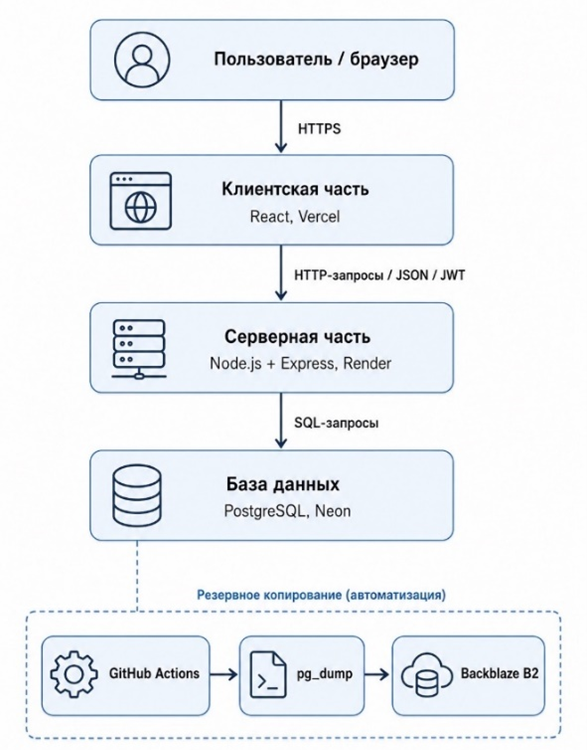 Пользователь / браузер
HTTPS
Клиентская часть
React, Vercel
HTTP-запросы / JSON / JWT
Серверная часть
Node.js + Express, Render
SQL-запросы
База данных
PostgreSQL, Neon
Резервное копирование (автоматизация)
GitHub Actions
pg_dump
Backblaze B2